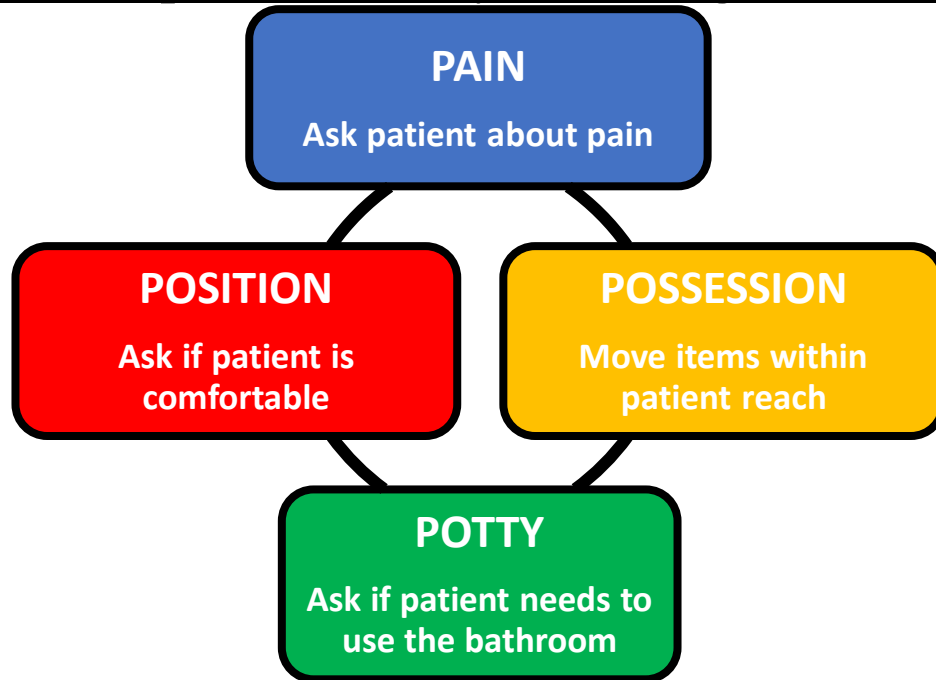 PAIN
Ask patient about pain
POSITION
Ask if patient is
comfortable
POSSESSION
Move items within
patient reach
POTTY
Ask if patient needs to
use the bathroom